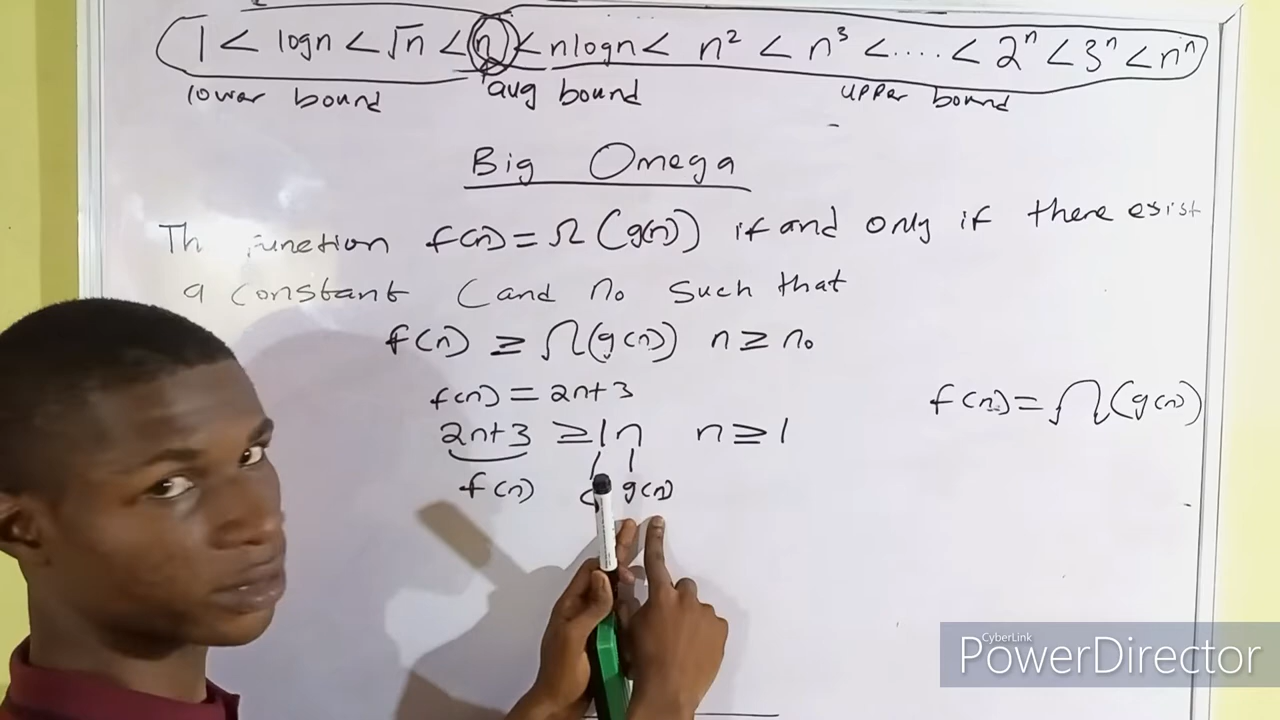 1 < logn < √n < n < nlogn < n² < n³ < .... < 2ⁿ < 3ⁿ < nⁿ
lower bound avg bound upper bound
Big Omega
Th function f(n) = Ω (g(n)) if and only if there exist
a constant C and n₀ such that
f(n) ≥ Ω(g(n)) n ≥ n₀
f(n) = 2n+3
f(n) = Ω(g(n))
2n+3 ≥ 1n n ≥ 1
f(n) c g(n)
CyberLink
PowerDirector